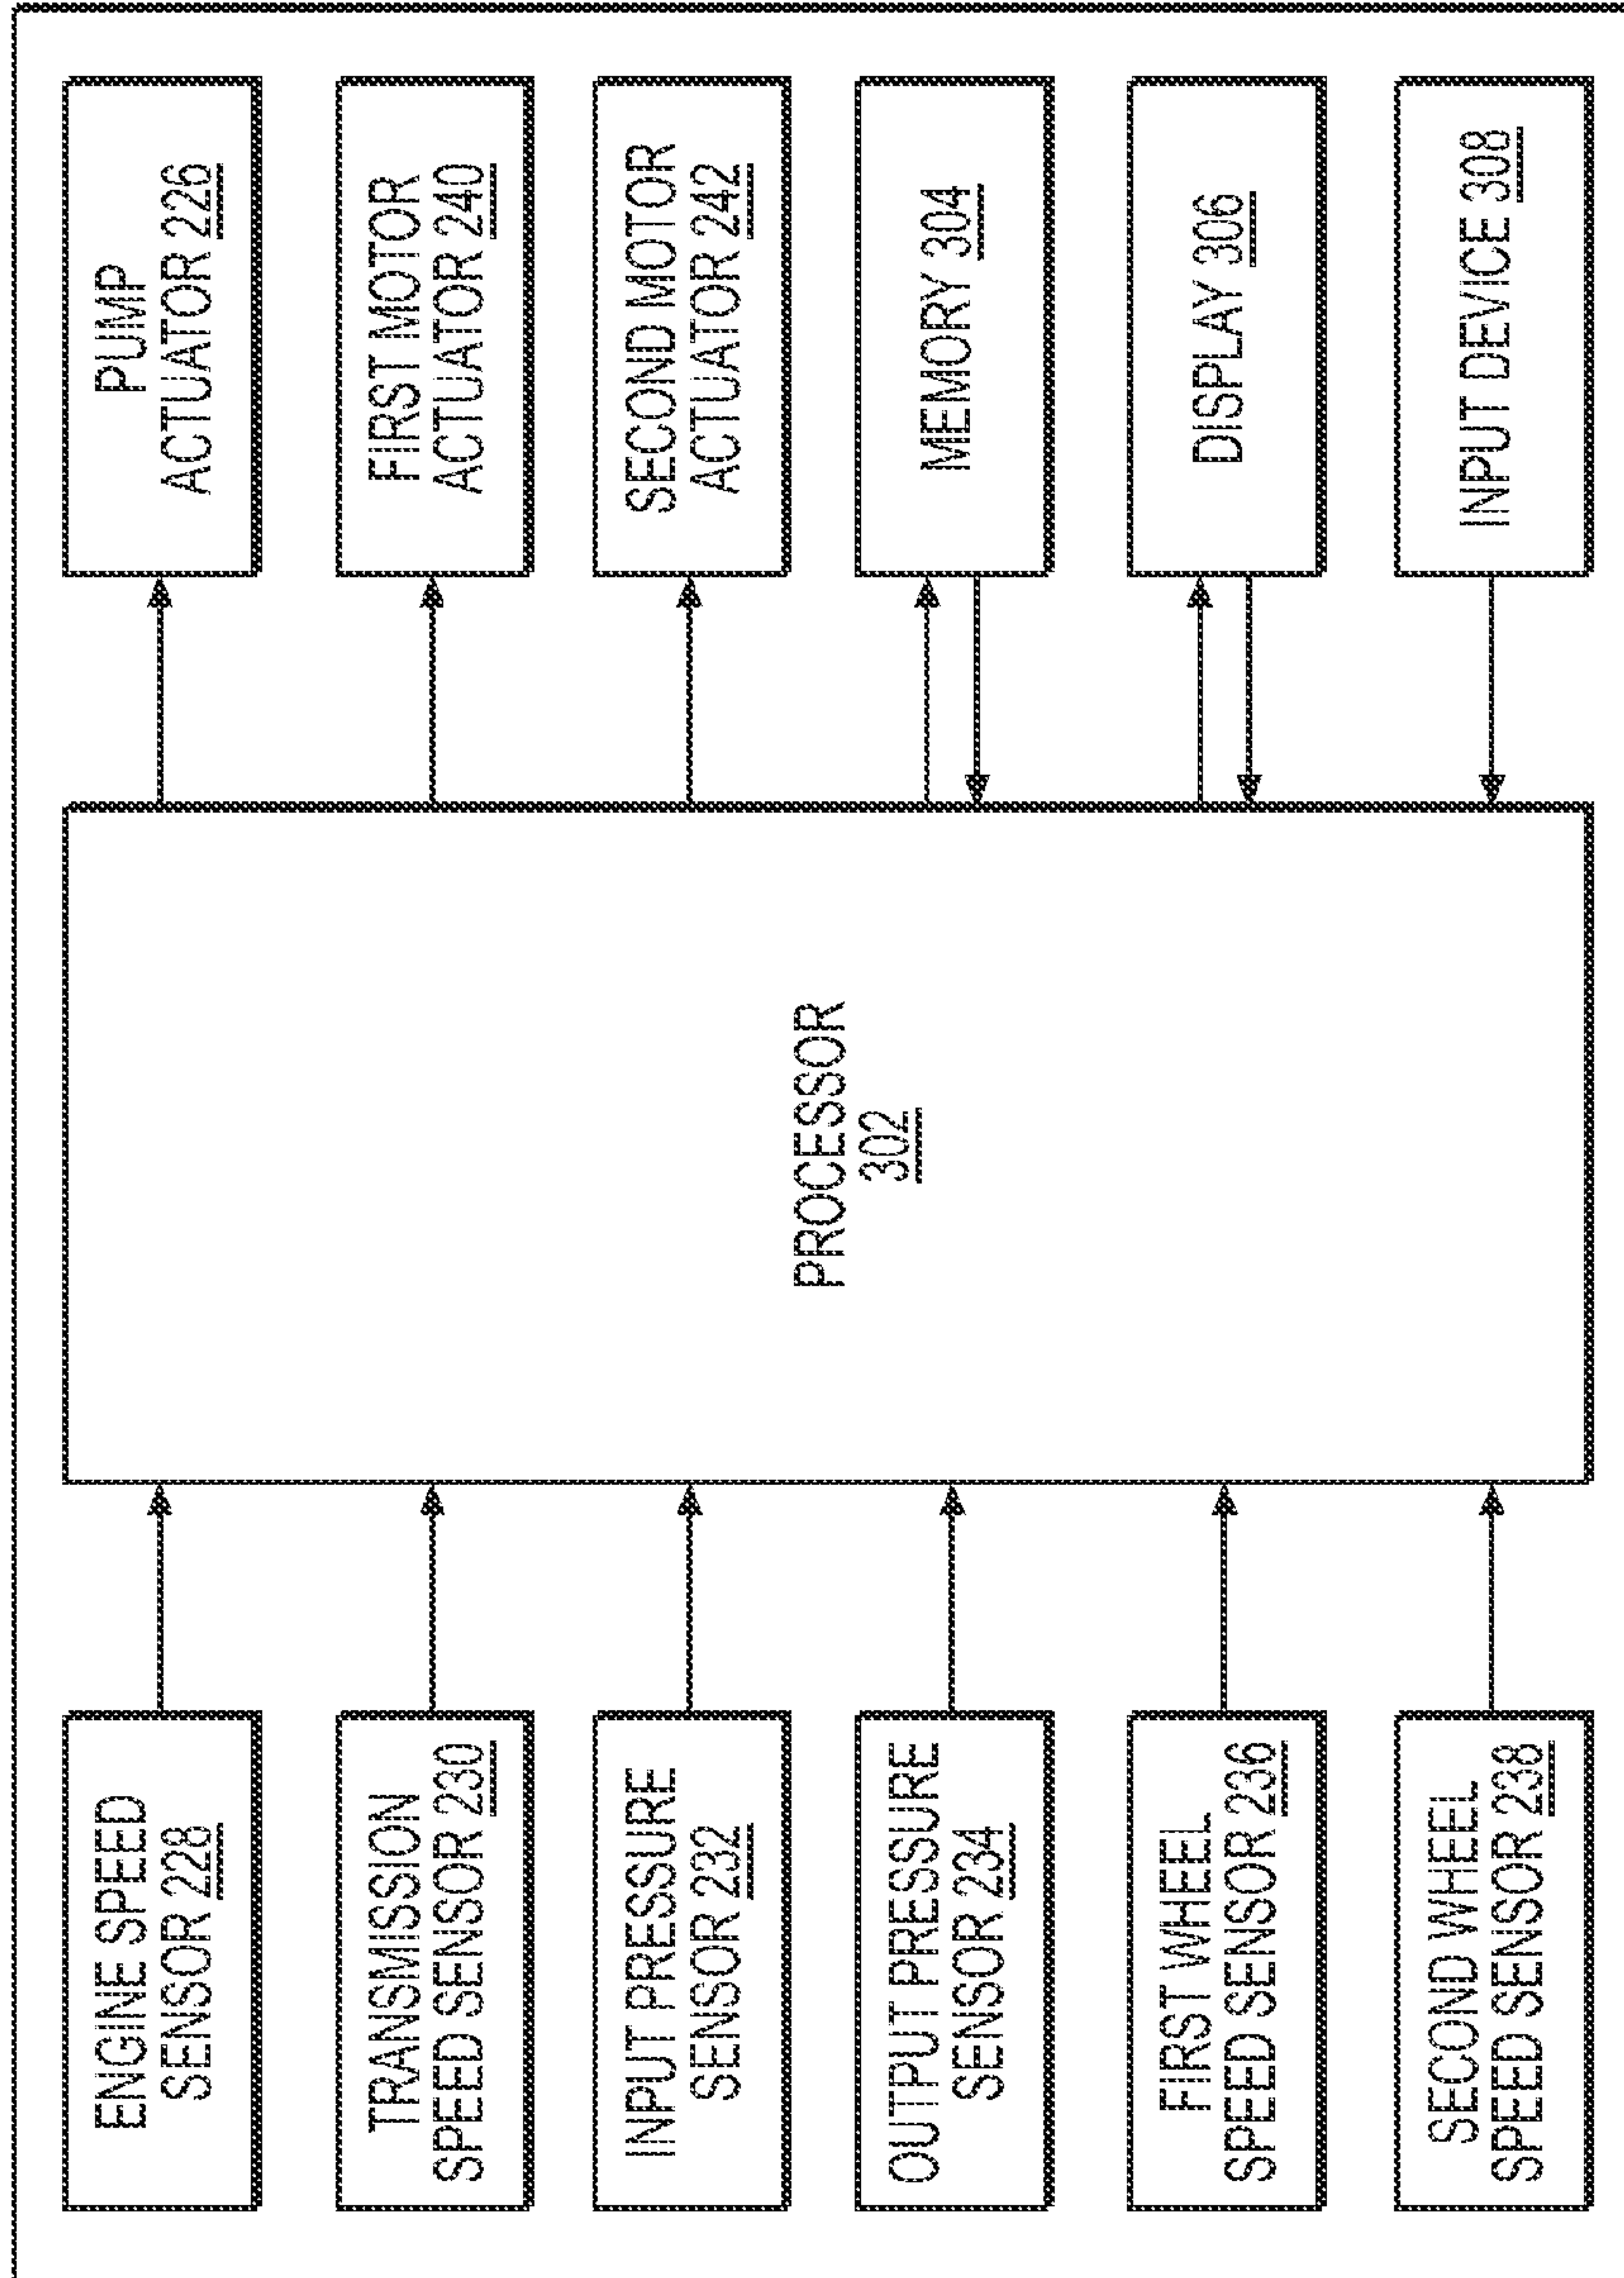 ENGINE SPEED
SENSOR 228
TRANSMISSION
SPEED SENSOR 230
INPUT PRESSURE
SENSOR 232
OUTPUT PRESSURE
SENSOR 234
FIRST WHEEL
SPEED SENSOR 236
SECOND WHEEL
SPEED SENSOR 238
PROCESSOR
302
PUMP
ACTUATOR 226
FIRST MOTOR
ACTUATOR 240
SECOND MOTOR
ACTUATOR 242
MEMORY 304
DISPLAY 306
INPUT DEVICE 308